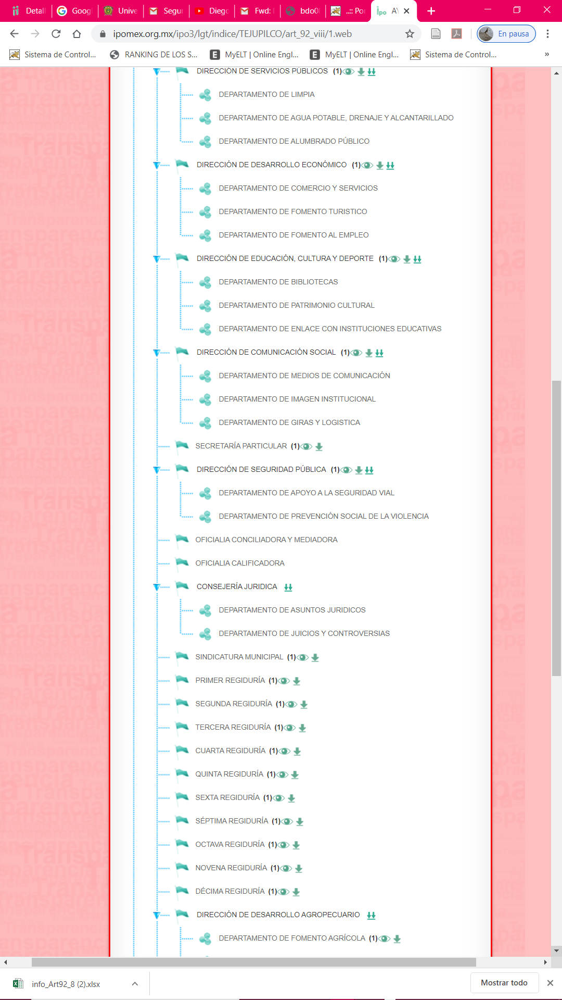 Detall
Googl
Unive
Segur
Diego
Fwd:
bdo0
..:: Po
ipo
ipomex.org.mx/ipo3/lgt/indice/TEJUPILCO/art_92_viii/1.web
En pausa
Sistema de Control...
RANKING DE LOS S...
MyELT | Online Engl...
MyELT | Online Engl...
Sistema de Control...
»
DIRECCIÓN DE SERVICIOS PÚBLICOS (1)
DEPARTAMENTO DE LIMPIA
DEPARTAMENTO DE AGUA POTABLE, DRENAJE Y ALCANTARILLADO
DEPARTAMENTO DE ALUMBRADO PÚBLICO
DIRECCIÓN DE DESARROLLO ECONÓMICO (1)
DEPARTAMENTO DE COMERCIO Y SERVICIOS
DEPARTAMENTO DE FOMENTO TURISTICO
DEPARTAMENTO DE FOMENTO AL EMPLEO
DIRECCIÓN DE EDUCACIÓN, CULTURA Y DEPORTE (1)
DEPARTAMENTO DE BIBLIOTECAS
DEPARTAMENTO DE PATRIMONIO CULTURAL
DEPARTAMENTO DE ENLACE CON INSTITUCIONES EDUCATIVAS
DIRECCIÓN DE COMUNICACIÓN SOCIAL (1)
DEPARTAMENTO DE MEDIOS DE COMUNICACIÓN
DEPARTAMENTO DE IMAGEN INSTITUCIONAL
DEPARTAMENTO DE GIRAS Y LOGISTICA
SECRETARÍA PARTICULAR (1)
DIRECCIÓN DE SEGURIDAD PÚBLICA (1)
DEPARTAMENTO DE APOYO A LA SEGURIDAD VIAL
DEPARTAMENTO DE PREVENCIÓN SOCIAL DE LA VIOLENCIA
OFICIALIA CONCILIADORA Y MEDIADORA
OFICIALIA CALIFICADORA
CONSEJERÍA JURIDICA
DEPARTAMENTO DE ASUNTOS JURIDICOS
DEPARTAMENTO DE JUICIOS Y CONTROVERSIAS
SINDICATURA MUNICIPAL (1)
PRIMER REGIDURÍA (1)
SEGUNDA REGIDURÍA (1)
TERCERA REGIDURÍA (1)
CUARTA REGIDURÍA (1)
QUINTA REGIDURÍA (1)
SEXTA REGIDURÍA (1)
SÉPTIMA REGIDURÍA (1)
OCTAVA REGIDURÍA (1)
NOVENA REGIDURÍA (1)
DÉCIMA REGIDURÍA (1)
DIRECCIÓN DE DESARROLLO AGROPECUARIO
DEPARTAMENTO DE FOMENTO AGRÍCOLA (1)
info_Art92_8 (2).xlsx
Mostrar todo